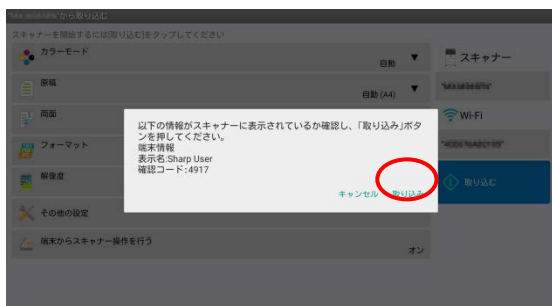 から取り込む
スキャナーを開始するには[取り込む]をタップしてください
カラーモード
自動
原稿
自動 (A4)
両面
フォーマット
解像度
その他の設定
端末からスキャナー操作を行う
オン
以下の情報がスキャナーに表示されているか確認し、「取り込み」ボタ
ンを押してください。
端末情報
表示名:Sharp User
確認コード:4917
キャンセル
取り込み
スキャナー
Wi-Fi
取り込む